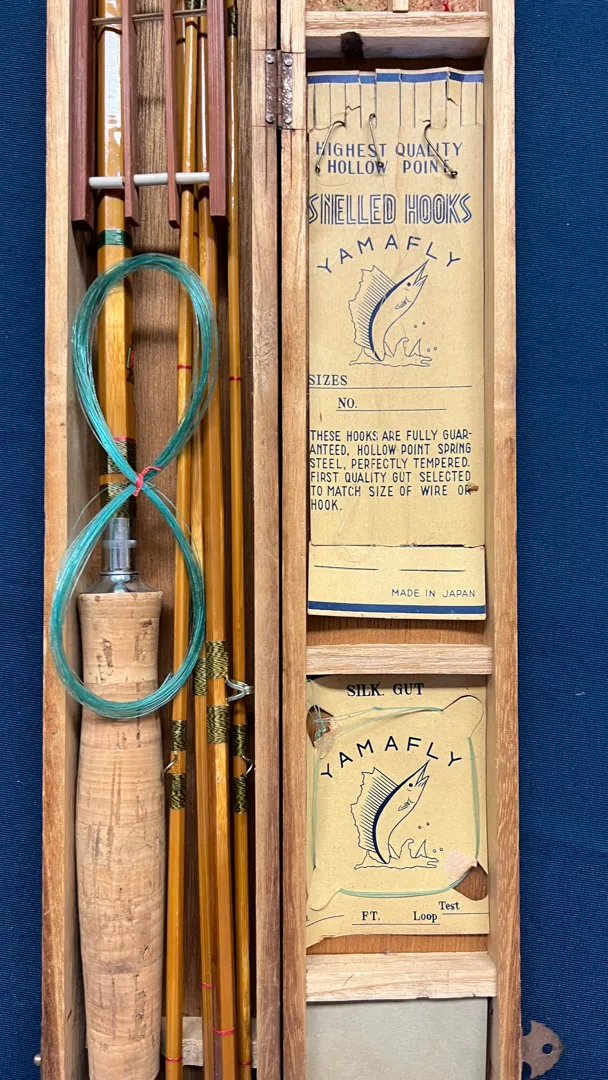 HIGHEST QUALITY
HOLLOW POINT
SNELLED HOOKS
YAMAFLY
SIZES
NO.
THESE HOOKS ARE FULLY GUAR-
ANTEED, HOLLOW POINT SPRING
STEEL, PERFECTLY TEMPERED.
FIRST QUALITY GUT SELECTED
TO MATCH SIZE OF WIRE OR
HOOK.
MADE IN JAPAN
SILK GUT
YAMAFLY
FT. Loop Test